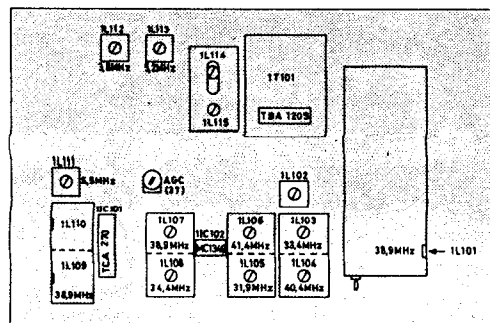 1L112
1L113
5,5MHz
1L114
1T101
1L115
TBA 120S
1L111
5,5MHz
AGC
(37)
1L102
1IC101
1L110
TCA 270
1L107
38,9MHz
1IC102
MC1349
1L106
41,4MHz
1L103
33,4MHz
38,9MHz
1L101
1L109
38,9MHz
1L108
34,4MHz
1L105
31,9MHz
1L104
40,4MHz